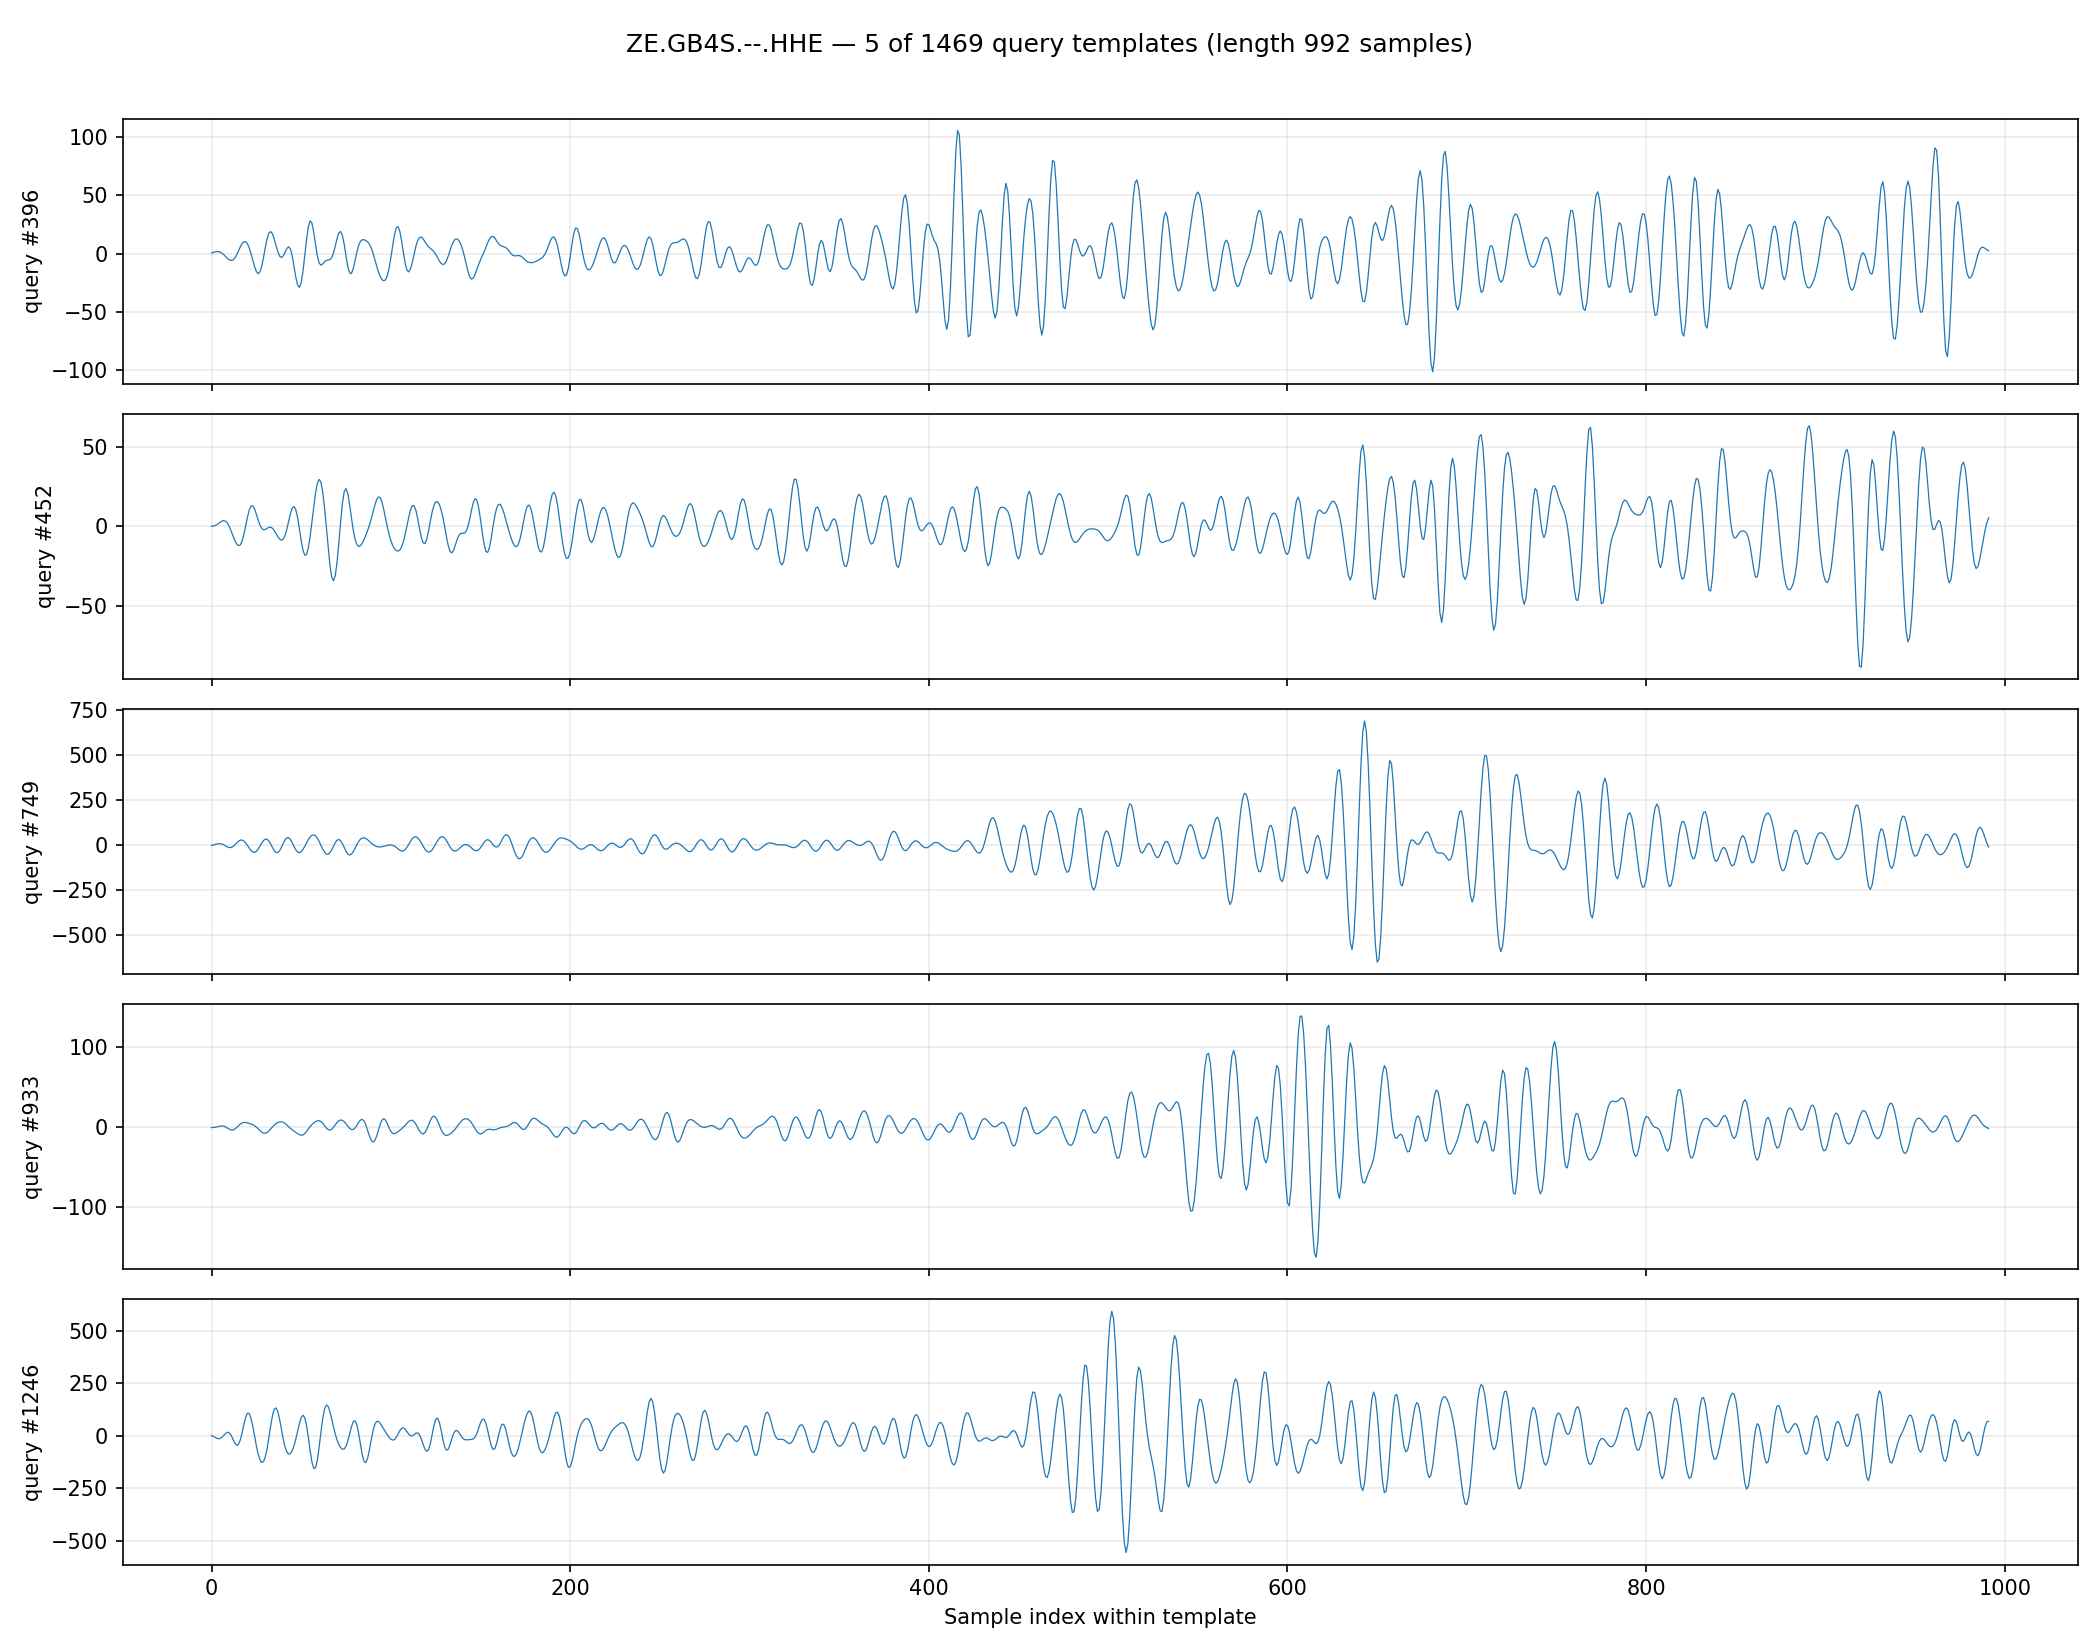 ZE.GB4S.--.HHE — 5 of 1469 query templates (length 992 samples)
100
50
0
−50
−100
query #396
50
0
−50
query #452
750
500
250
0
−250
−500
query #749
100
0
−100
query #933
500
250
0
−250
−500
query #1246
0 200 400 600 800 1000
Sample index within template